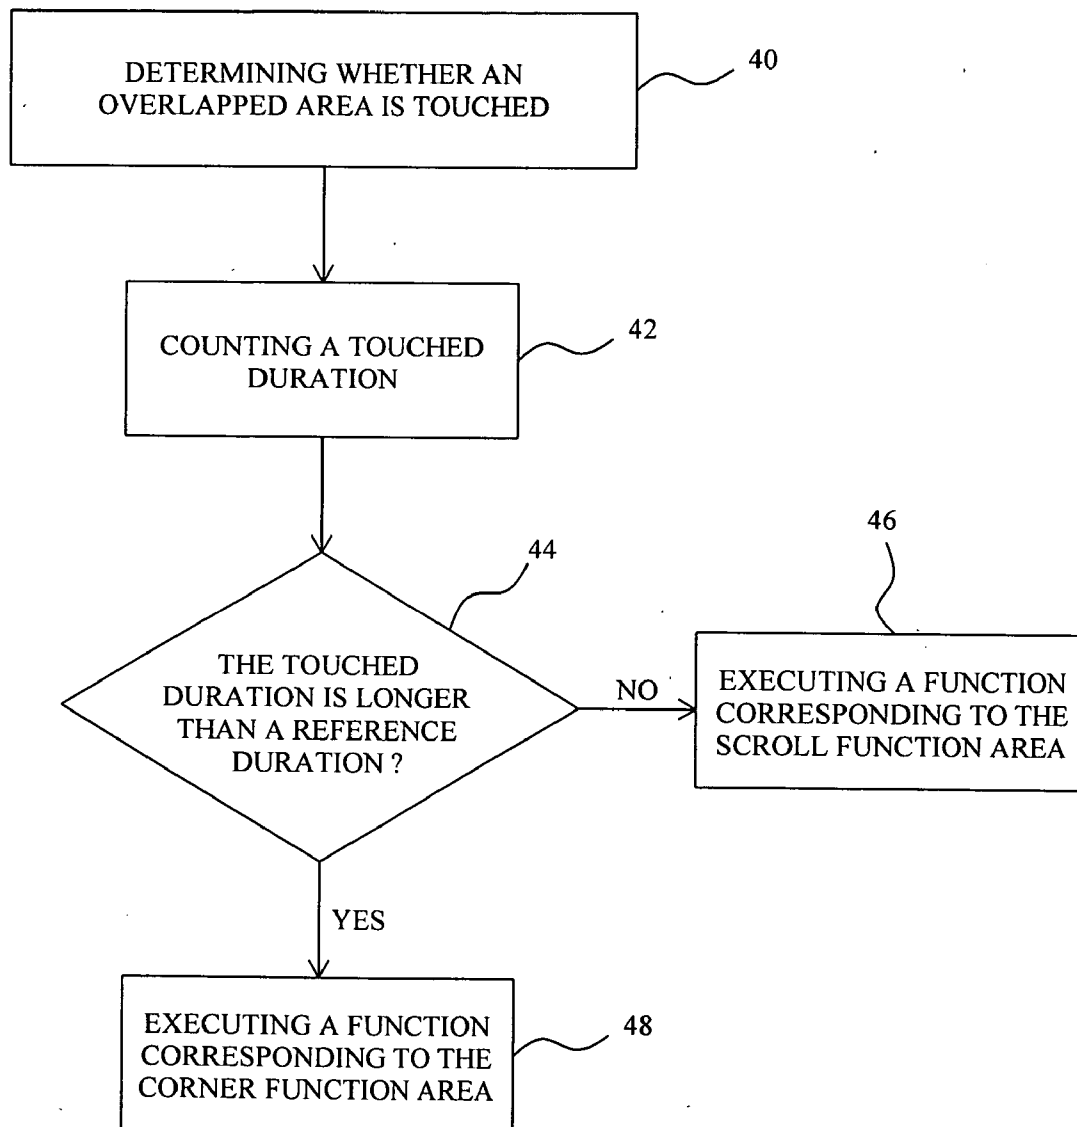 DETERMINING WHETHER AN
OVERLAPPED AREA IS TOUCHED
40
COUNTING A TOUCHED
DURATION
42
44
THE TOUCHED
DURATION IS LONGER
THAN A REFERENCE
DURATION ?
NO
46
EXECUTING A FUNCTION
CORRESPONDING TO THE
SCROLL FUNCTION AREA
YES
EXECUTING A FUNCTION
CORRESPONDING TO THE
CORNER FUNCTION AREA
48